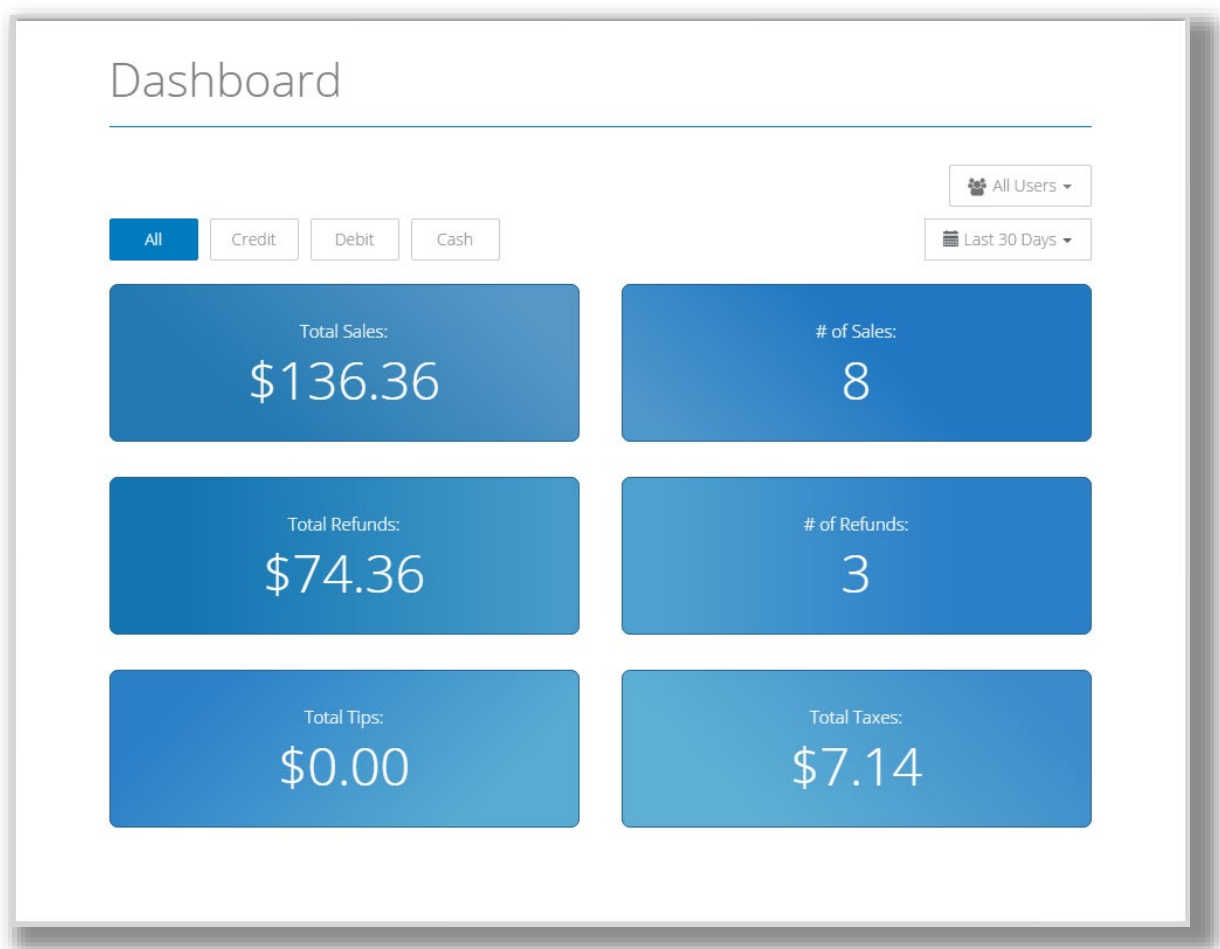 Dashboard
All Users
All Credit Debit Cash Last 30 Days
Total Sales:
$136.36
# of Sales:
8
Total Refunds:
$74.36
# of Refunds:
3
Total Tips:
$0.00
Total Taxes:
$7.14